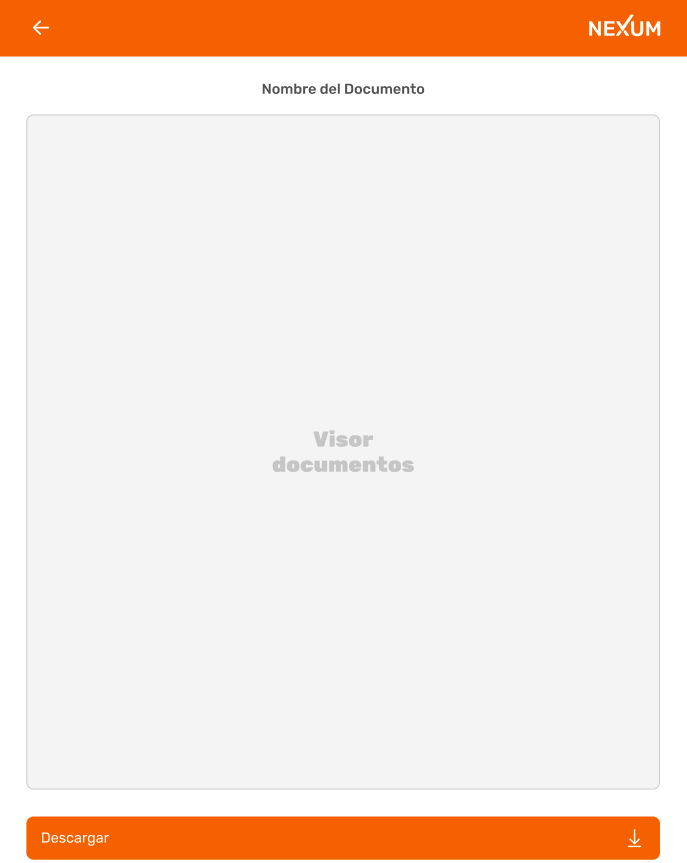 NEXUM
Nombre del Documento
Visor
documentos
Descargar